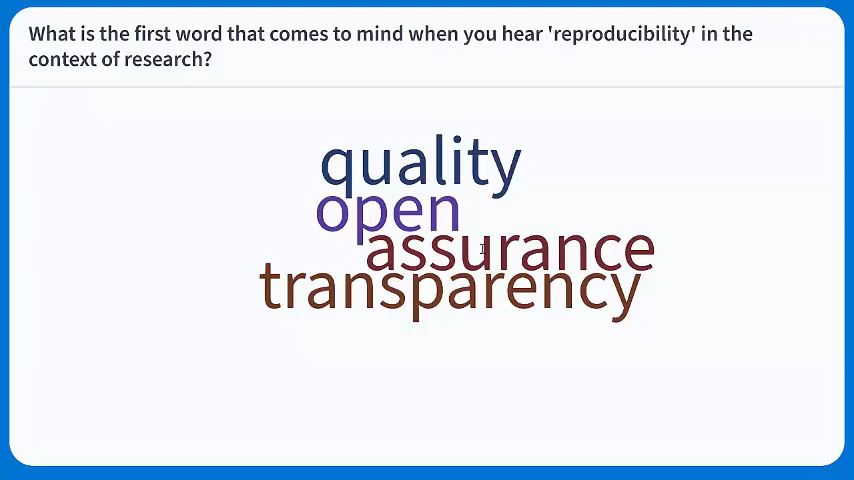 What is the first word that comes to mind when you hear 'reproducibility' in the
context of research?
quality
open
assurance
transparency